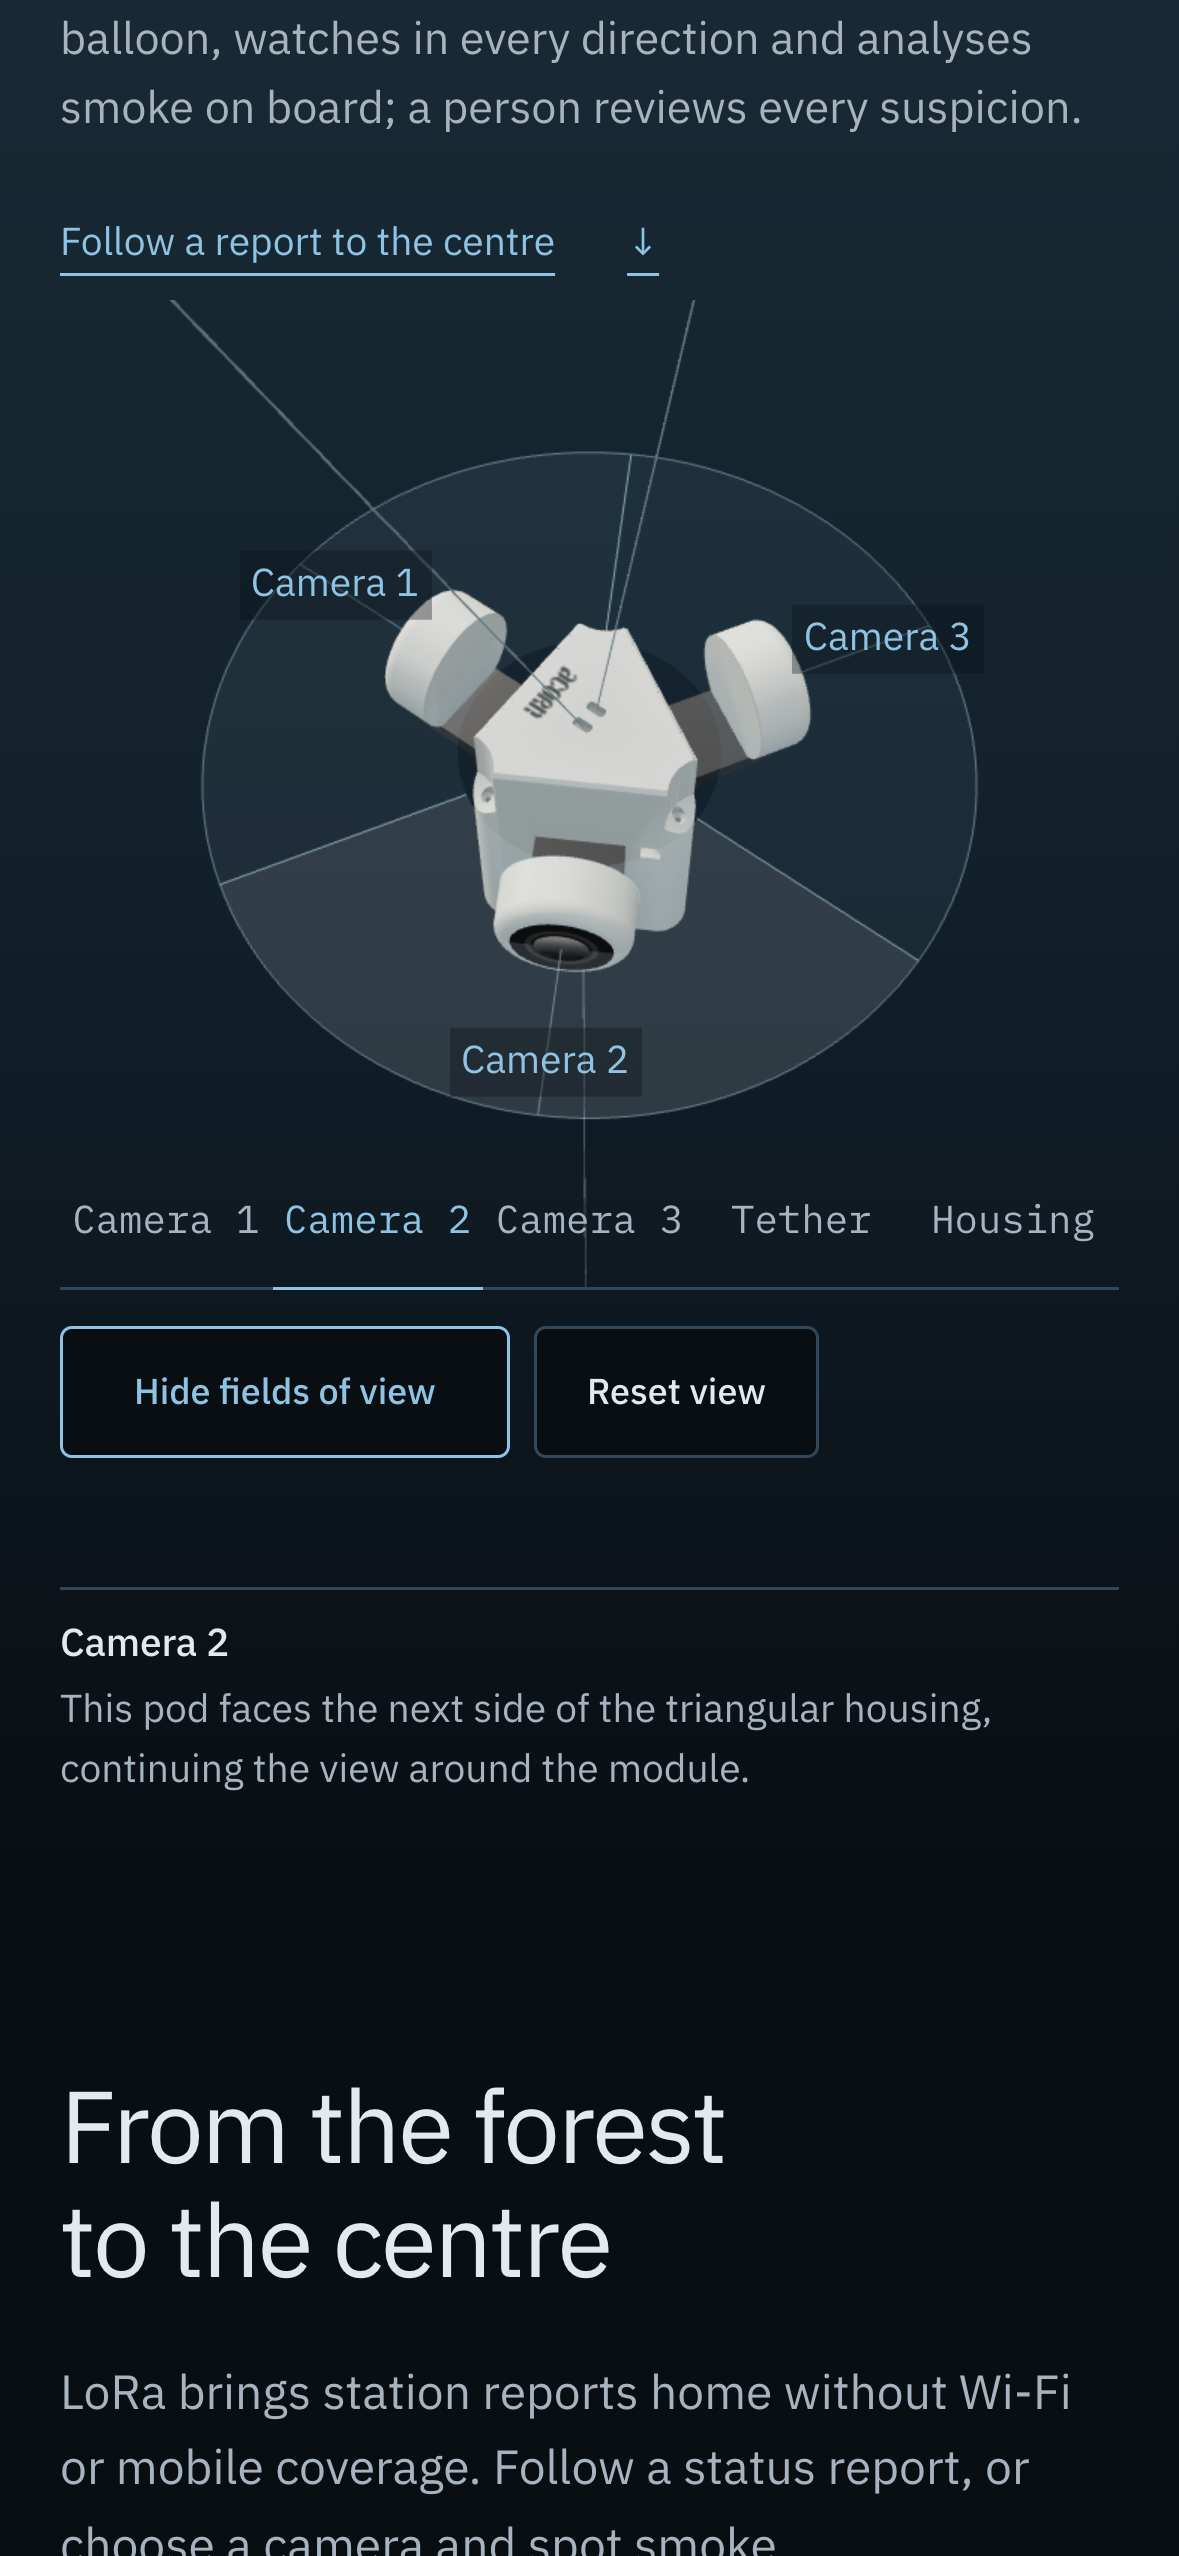 balloon, watches in every direction and analyses
smoke on board; a person reviews every suspicion.
Follow a report to the centre ↓
Camera 1
Camera 3
acorn
Camera 2
Camera 1 Camera 2 Camera 3 Tether Housing
Hide fields of view Reset view
Camera 2
This pod faces the next side of the triangular housing,
continuing the view around the module.
From the forest
to the centre
LoRa brings station reports home without Wi-Fi
or mobile coverage. Follow a status report, or
choose a camera and spot smoke